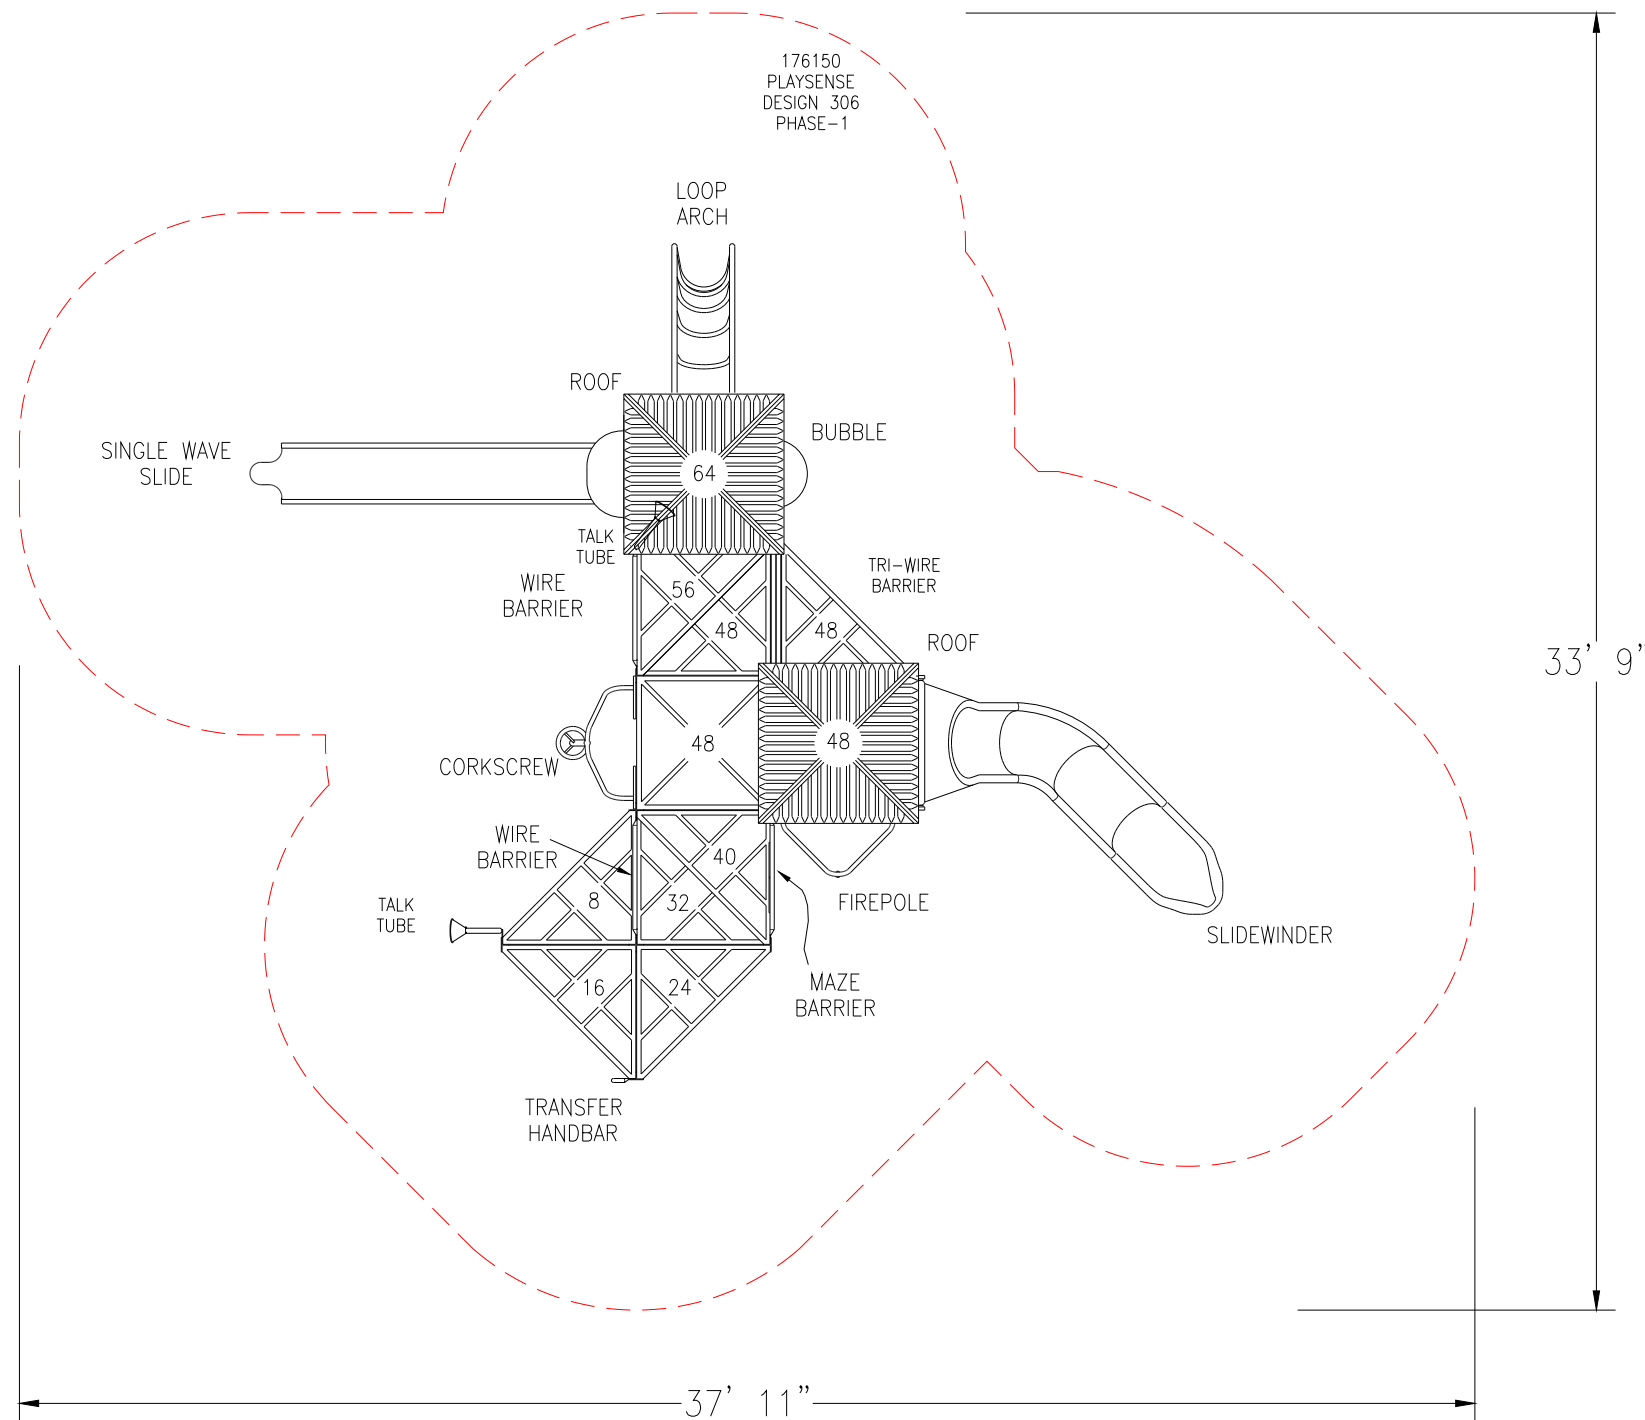 176150
PLAYSENSE
DESIGN 306
PHASE-1
LOOP
ARCH
ROOF
BUBBLE
SINGLE WAVE
SLIDE
64
TALK
TUBE
TRI-WIRE
BARRIER
WIRE
BARRIER
56
48
48
ROOF
33' 9'
48
48
CORKSCREW
WIRE
BARRIER
40
8
32
FIREPOLE
TALK
TUBE
SLIDEWINDER
16
24
MAZE
BARRIER
TRANSFER
HANDBAR
37' 11"